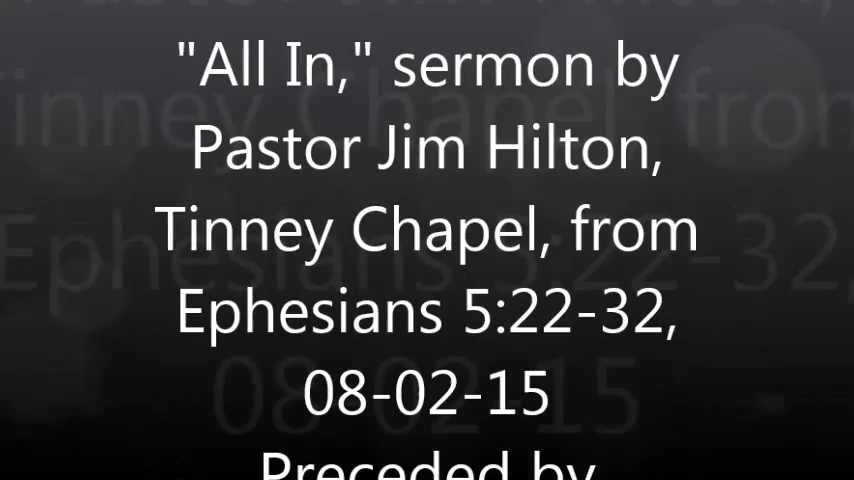 "All In," sermon by
Pastor Jim Hilton,
Tinney Chapel, from
Ephesians 5:22-32,
08-02-15
Preceded by